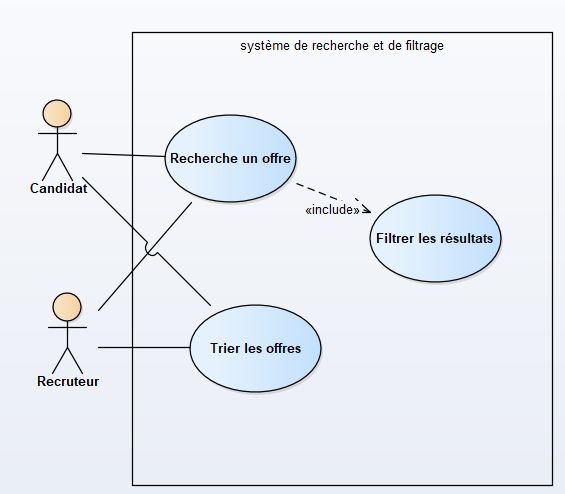 système de recherche et de filtrage
Candidat
Recherche un offre
«include»
Filtrer les résultats
Recruteur
Trier les offres